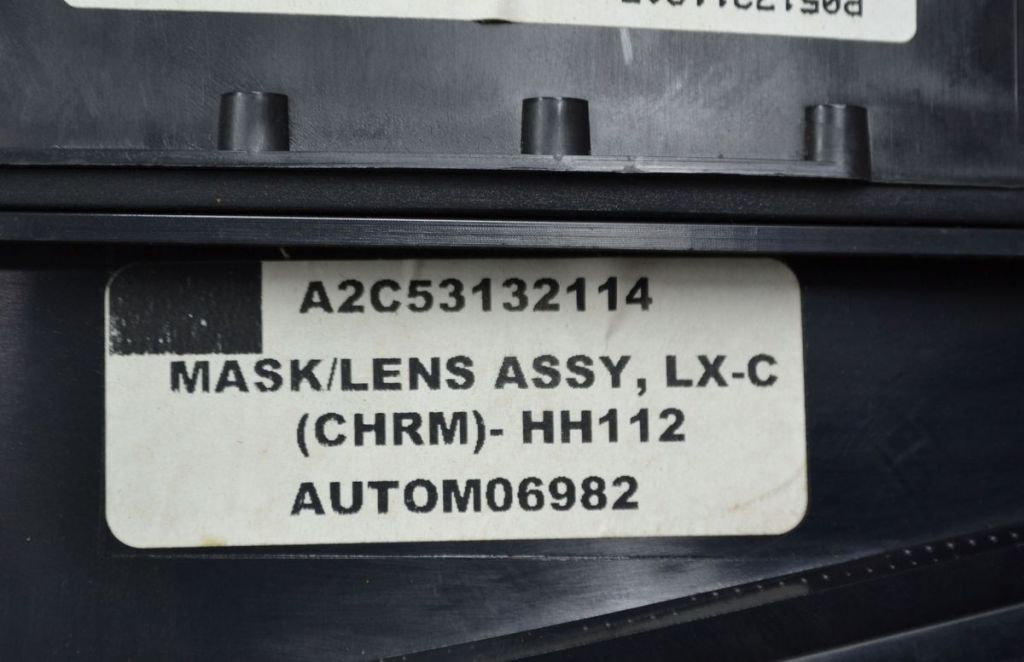 A2C53132114
MASK/LENS ASSY, LX-C
(CHRM)- HH112
AUTOM06982